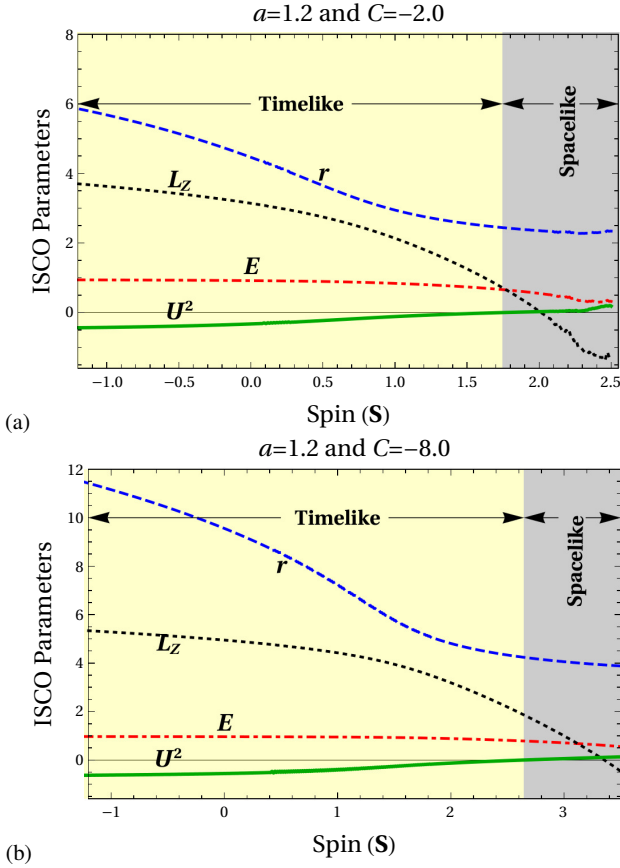 a=1.2 and C=−2.0
8
6
4
2
0
ISCO Parameters
Timelike
Spacelike
r
L_Z
E
U²
−1.0 −0.5 0.0 0.5 1.0 1.5 2.0 2.5
Spin (S)
(a)
a=1.2 and C=−8.0
12
10
8
6
4
2
0
ISCO Parameters
Timelike
Spacelike
r
L_Z
E
U²
−1 0 1 2 3
Spin (S)
(b)